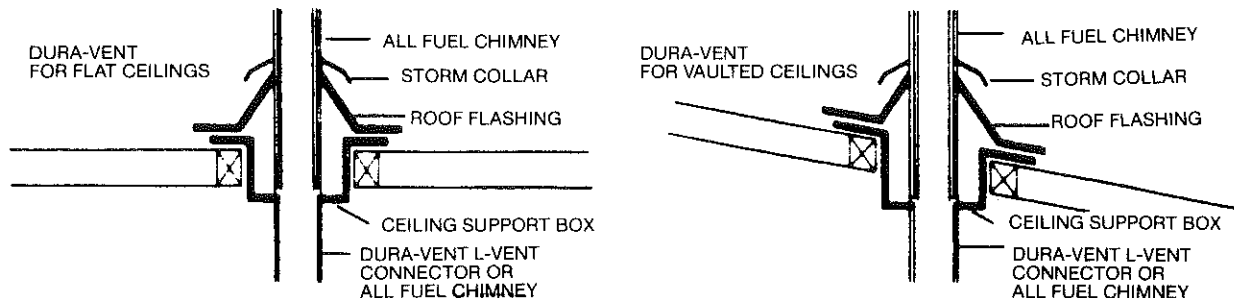 DURA-VENT
FOR FLAT CEILINGS
ALL FUEL CHIMNEY
STORM COLLAR
ROOF FLASHING
CEILING SUPPORT BOX
DURA-VENT L-VENT
CONNECTOR OR
ALL FUEL CHIMNEY
DURA-VENT
FOR VAULTED CEILINGS
ALL FUEL CHIMNEY
STORM COLLAR
ROOF FLASHING
CEILING SUPPORT BOX
DURA-VENT L-VENT
CONNECTOR OR
ALL FUEL CHIMNEY